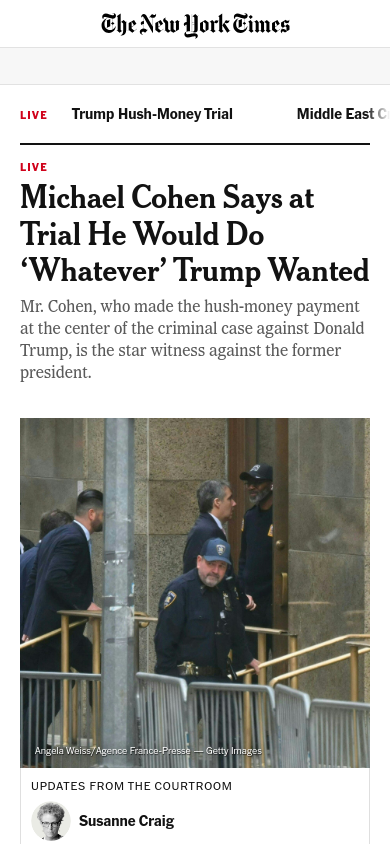 The New York Times
LIVE Trump Hush-Money Trial Middle East C
LIVE
Michael Cohen Says at
Trial He Would Do
‘Whatever’ Trump Wanted
Mr. Cohen, who made the hush-money payment
at the center of the criminal case against Donald
Trump, is the star witness against the former
president.
Angela Weiss/Agence France-Presse — Getty Images
UPDATES FROM THE COURTROOM
Susanne Craig